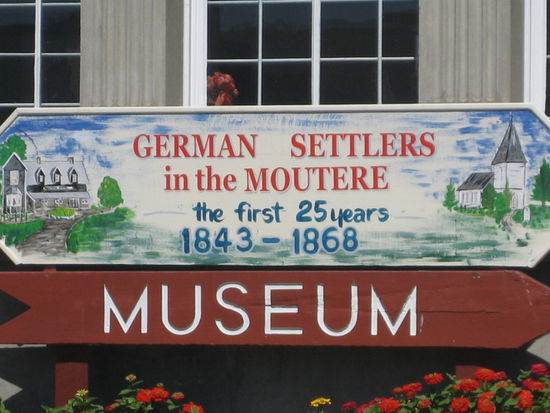 GERMAN SETTLERS
in the MOUTERE
the first 25 years
1843 - 1868
MUSEUM